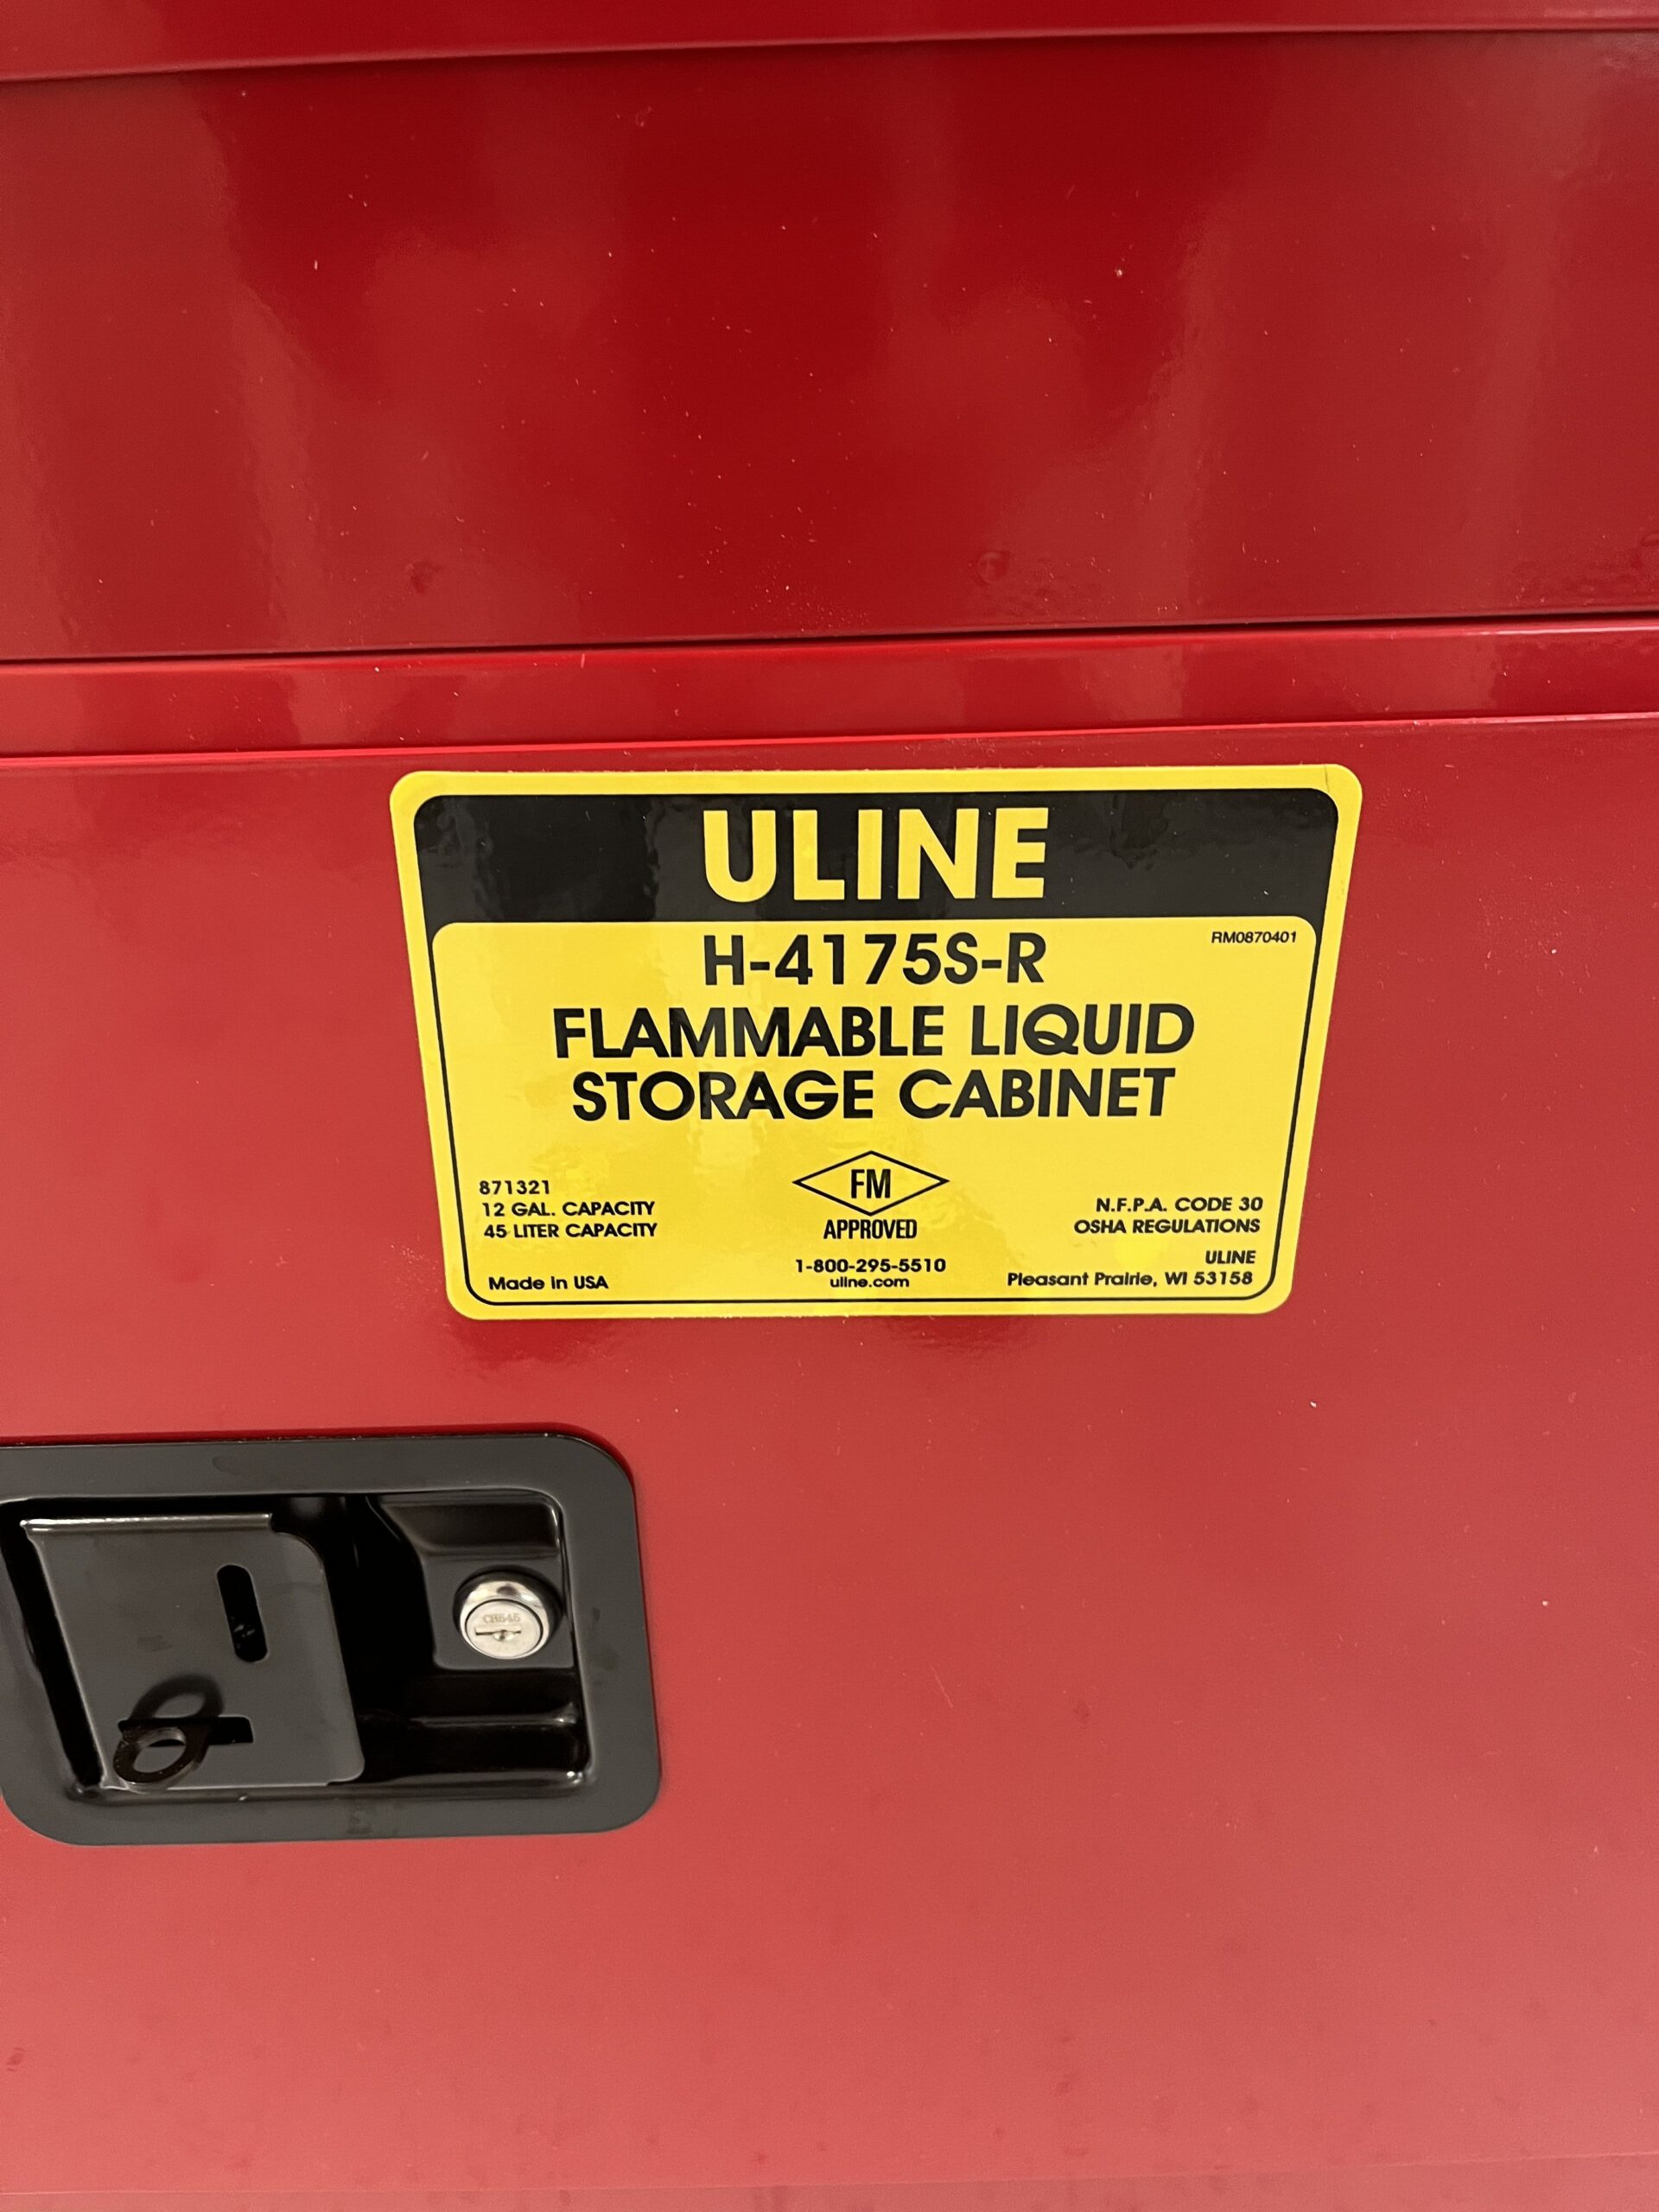 ULINE
RM0870401
H-4175S-R
FLAMMABLE LIQUID
STORAGE CABINET
871321
12 GAL. CAPACITY
45 LITER CAPACITY
Made in USA
FM
APPROVED
1-800-295-5510
uline.com
N.F.P.A. CODE 30
OSHA REGULATIONS
ULINE
Pleasant Prairie, WI 53158
CH545